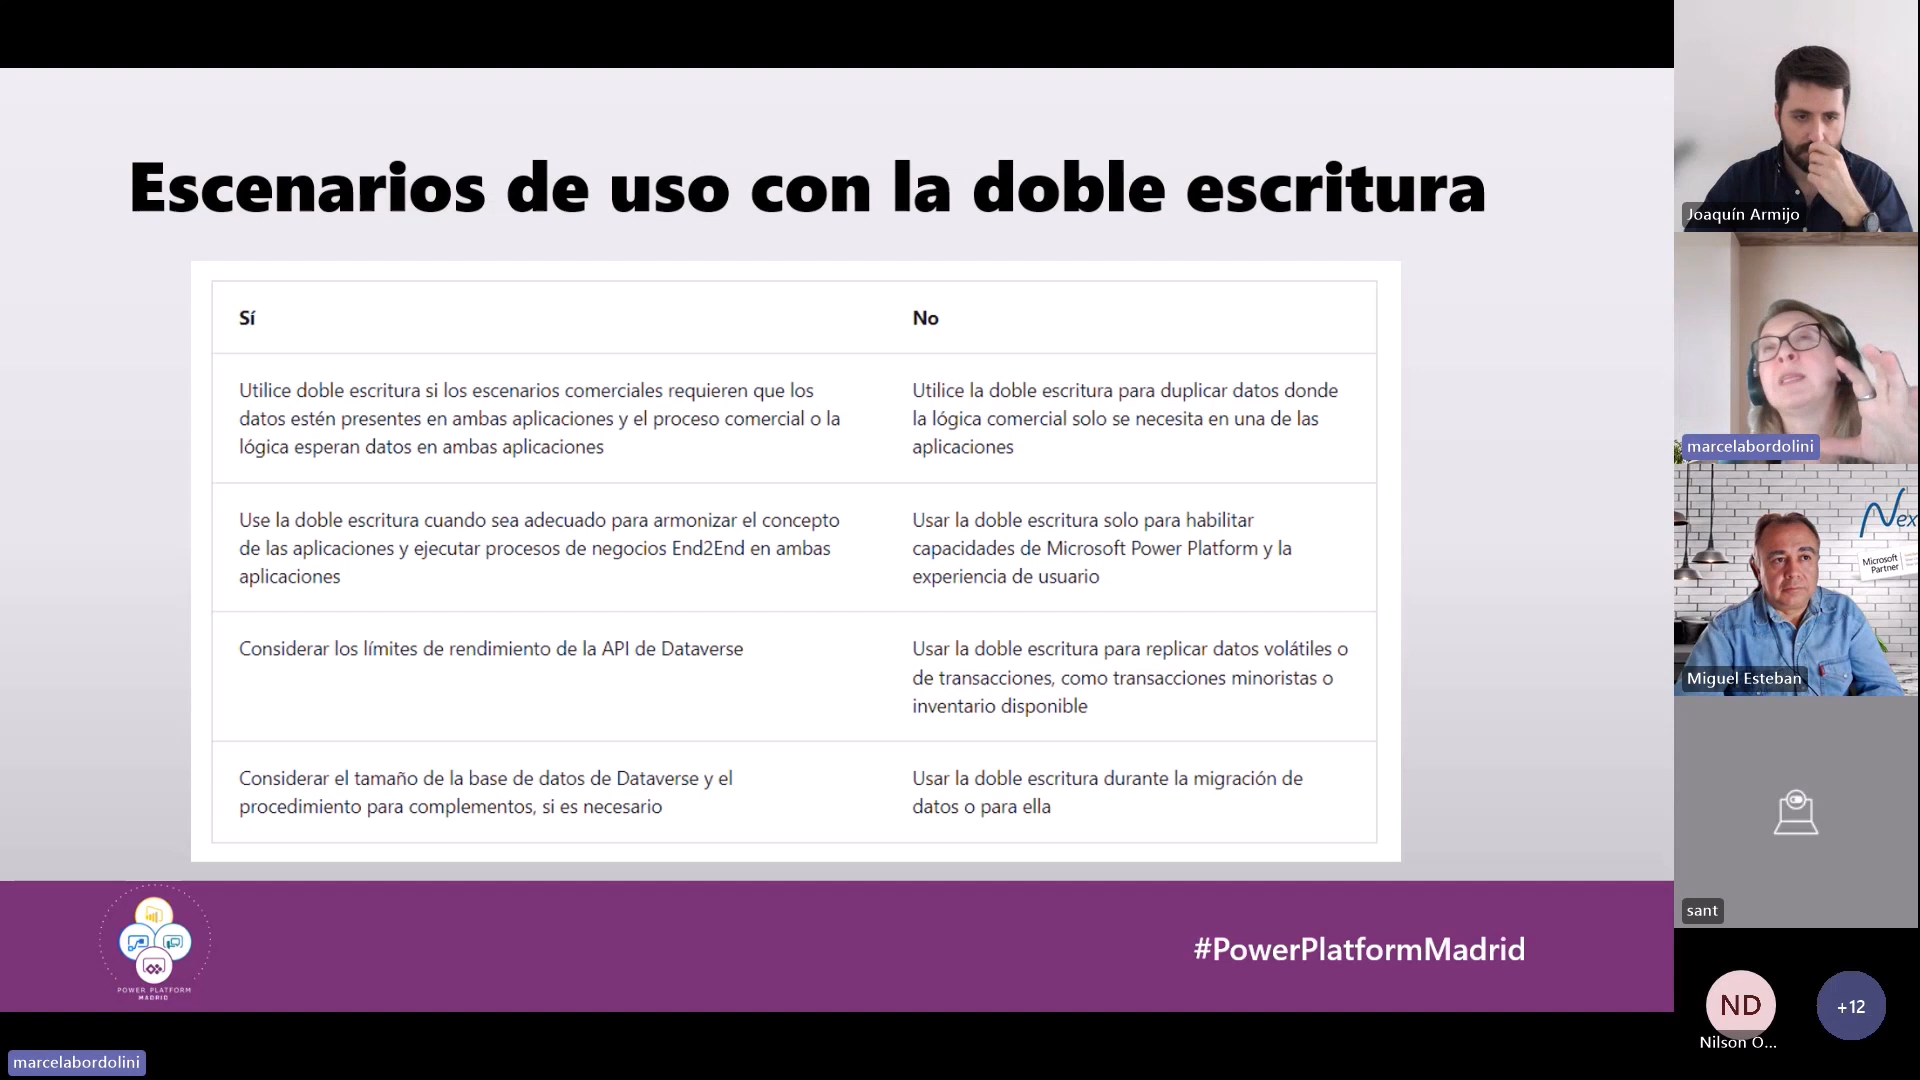 Escenarios de uso con la doble escritura
Sí
No
Utilice doble escritura si los escenarios comerciales requieren que los
datos estén presentes en ambas aplicaciones y el proceso comercial o la
lógica esperan datos en ambas aplicaciones
Utilice la doble escritura para duplicar datos donde
la lógica comercial solo se necesita en una de las
aplicaciones
Use la doble escritura cuando sea adecuado para armonizar el concepto
de las aplicaciones y ejecutar procesos de negocios End2End en ambas
aplicaciones
Usar la doble escritura solo para habilitar
capacidades de Microsoft Power Platform y la
experiencia de usuario
Considerar los límites de rendimiento de la API de Dataverse
Usar la doble escritura para replicar datos volátiles o
de transacciones, como transacciones minoristas o
inventario disponible
Considerar el tamaño de la base de datos de Dataverse y el
procedimiento para complementos, si es necesario
Usar la doble escritura durante la migración de
datos o para ella
POWER PLATFORM
MADRID
#PowerPlatformMadrid
marcelabordolini
Joaquín Armijo
marcelabordolini
Nex
Microsoft
Partner
Miguel Esteban
sant
ND
+12
Nilson O...